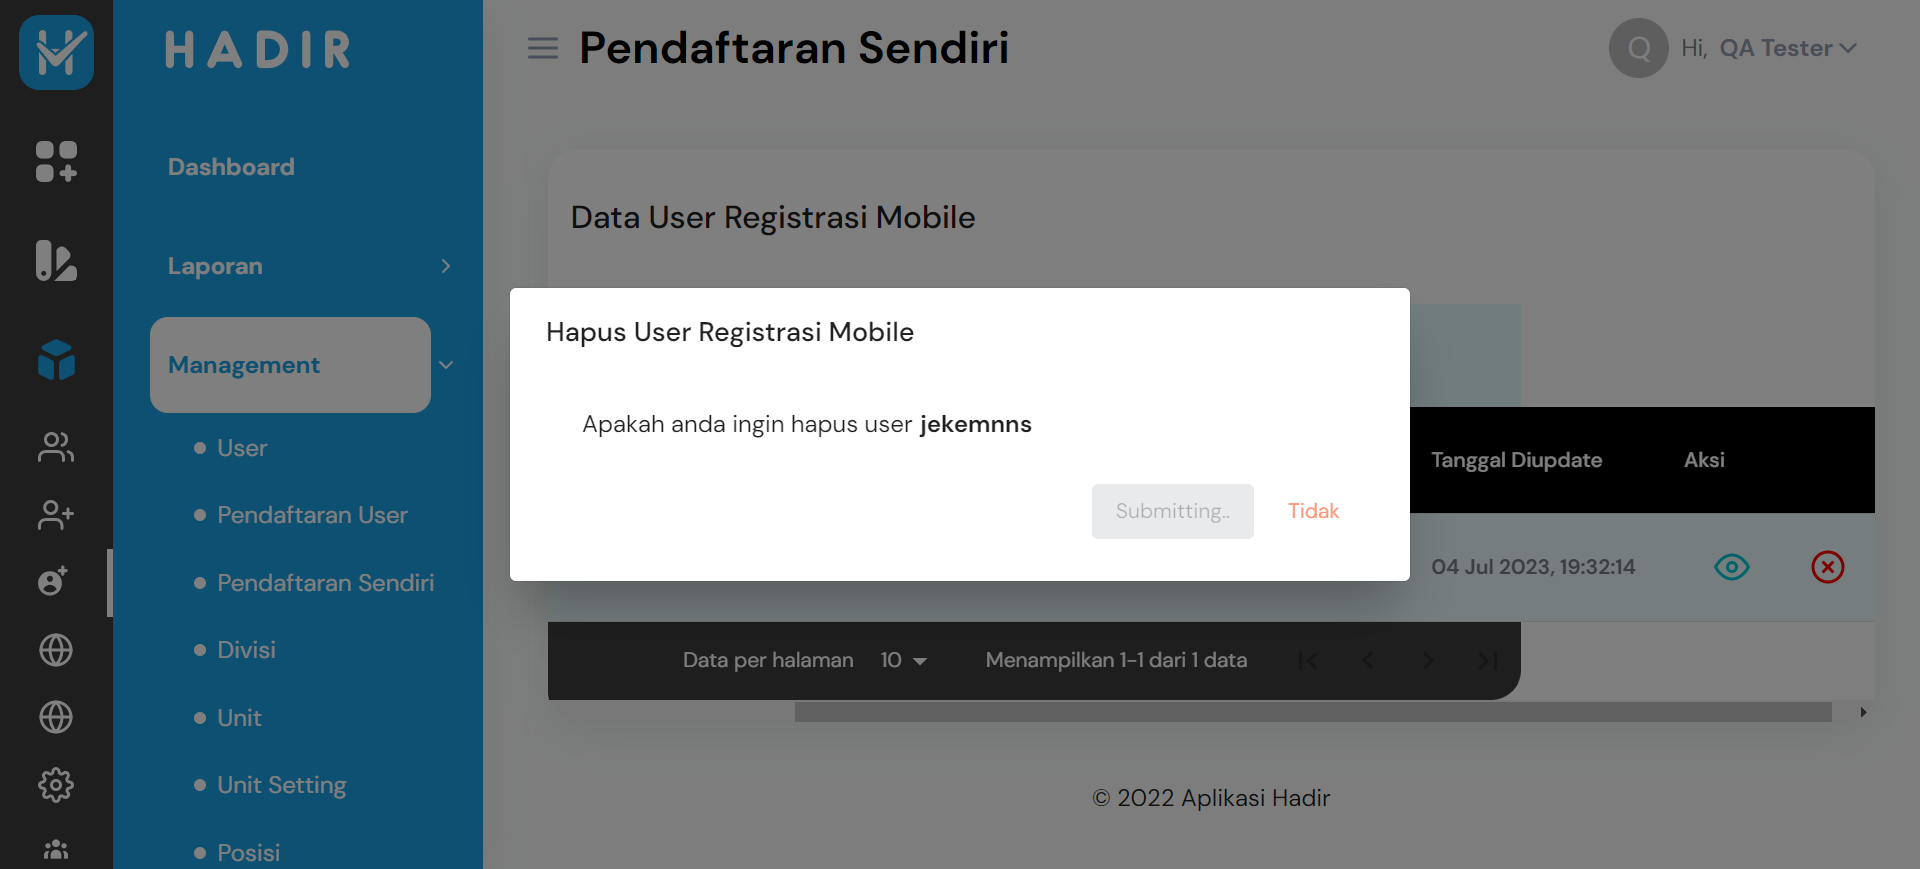 HADIR
Pendaftaran Sendiri
Q
Hi, QA Tester
Dashboard
Laporan
Management
User
Pendaftaran User
Pendaftaran Sendiri
Divisi
Unit
Unit Setting
Posisi
Data User Registrasi Mobile
Hapus User Registrasi Mobile
Apakah anda ingin hapus user jekemnns
Submitting..
Tidak
Tanggal Diupdate Aksi
04 Jul 2023, 19:32:14
Data per halaman 10 Menampilkan 1-1 dari 1 data
© 2022 Aplikasi Hadir